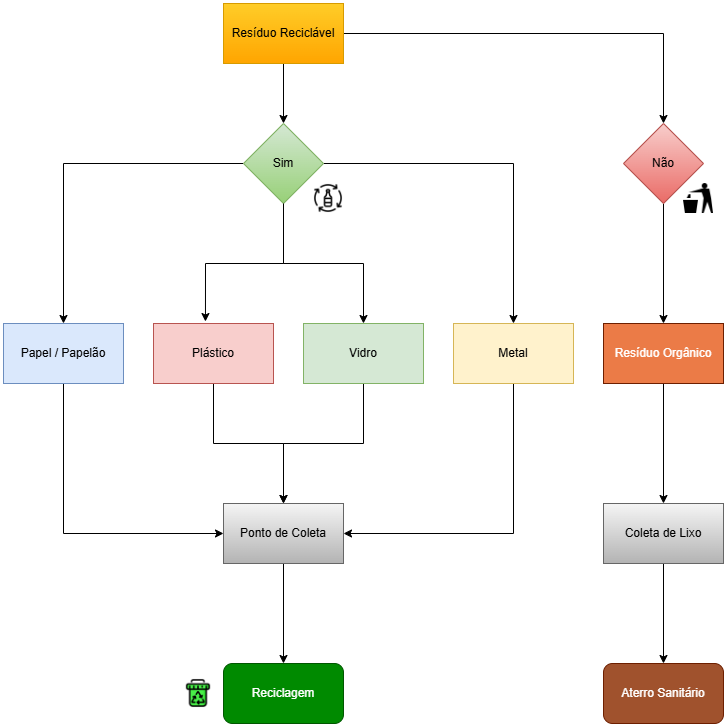 Resíduo Reciclável
Sim
Não
Papel / Papelão
Plástico
Vidro
Metal
Resíduo Orgânico
Ponto de Coleta
Coleta de Lixo
Reciclagem
Aterro Sanitário